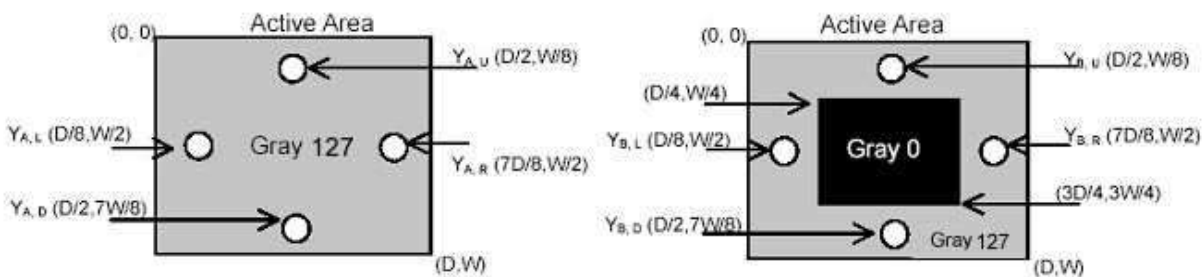 Active Area
(0, 0)
Y_A, U (D/2,W/8)
Y_A, L (D/8,W/2)
Gray 127
Y_A, R (7D/8,W/2)
Y_A, D (D/2,7W/8)
(D,W)
Active Area
(0, 0)
Y_B, U (D/2,W/8)
(D/4,W/4)
Y_B, L (D/8,W/2)
Gray 0
Y_B, R (7D/8,W/2)
(3D/4,3W/4)
Y_B, D (D/2,7W/8)
Gray 127
(D,W)